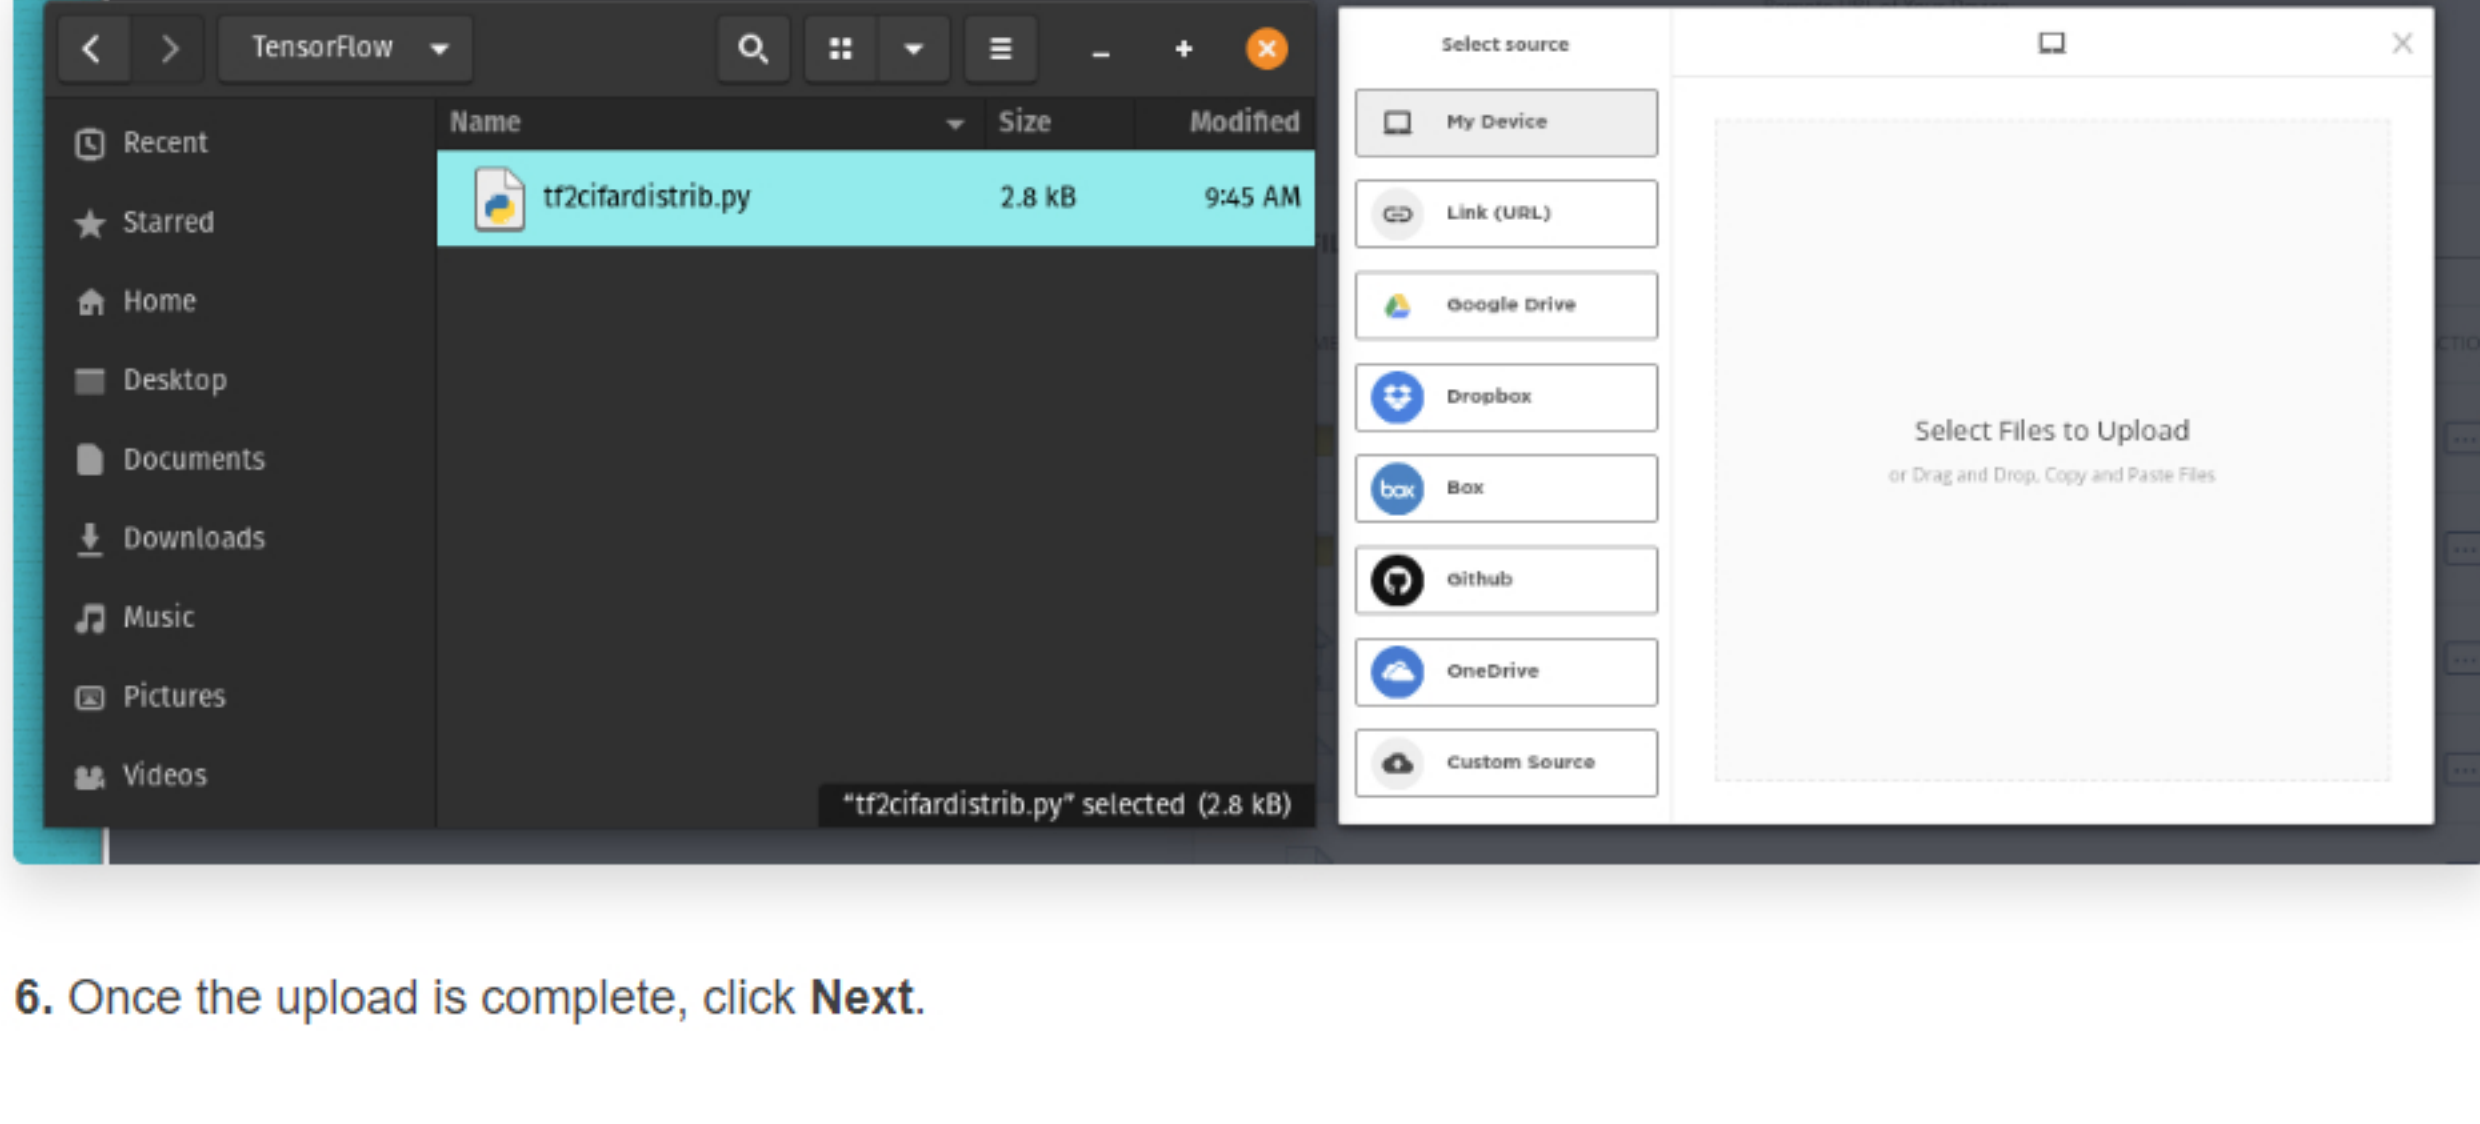 TensorFlow
Name Size Modified
Recent
Starred
Home
Desktop
Documents
Downloads
Music
Pictures
Videos
tf2cifardistrib.py 2.8 kB 9:45 AM
“tf2cifardistrib.py” selected (2.8 kB)
Select source
My Device
Link (URL)
Google Drive
Dropbox
box Box
Github
OneDrive
Custom Source
Select Files to Upload
or Drag and Drop, Copy and Paste Files
6. Once the upload is complete, click Next.